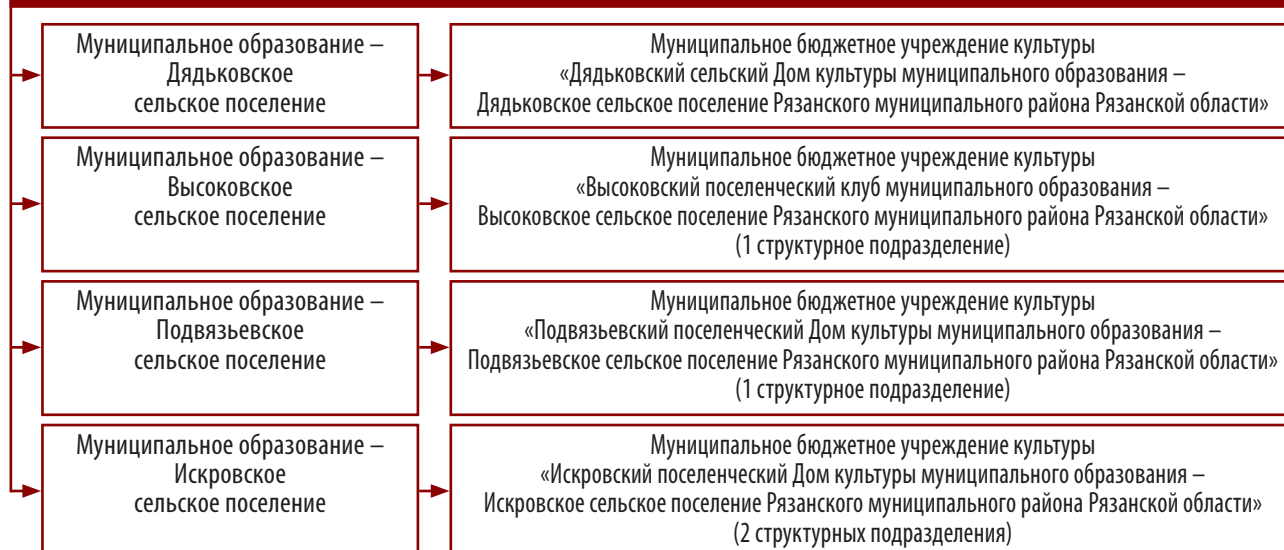 Муниципальное образование –
Дядьковское
сельское поселение
Муниципальное бюджетное учреждение культуры
«Дядьковский сельский Дом культуры муниципального образования –
Дядьковское сельское поселение Рязанского муниципального района Рязанской области»
Муниципальное образование –
Высоковское
сельское поселение
Муниципальное бюджетное учреждение культуры
«Высоковский поселенческий клуб муниципального образования –
Высоковское сельское поселение Рязанского муниципального района Рязанской области»
(1 структурное подразделение)
Муниципальное образование –
Подвязьевское
сельское поселение
Муниципальное бюджетное учреждение культуры
«Подвязьевский поселенческий Дом культуры муниципального образования –
Подвязьевское сельское поселение Рязанского муниципального района Рязанской области»
(1 структурное подразделение)
Муниципальное образование –
Искровское
сельское поселение
Муниципальное бюджетное учреждение культуры
«Искровский поселенческий Дом культуры муниципального образования –
Искровское сельское поселение Рязанского муниципального района Рязанской области»
(2 структурных подразделения)